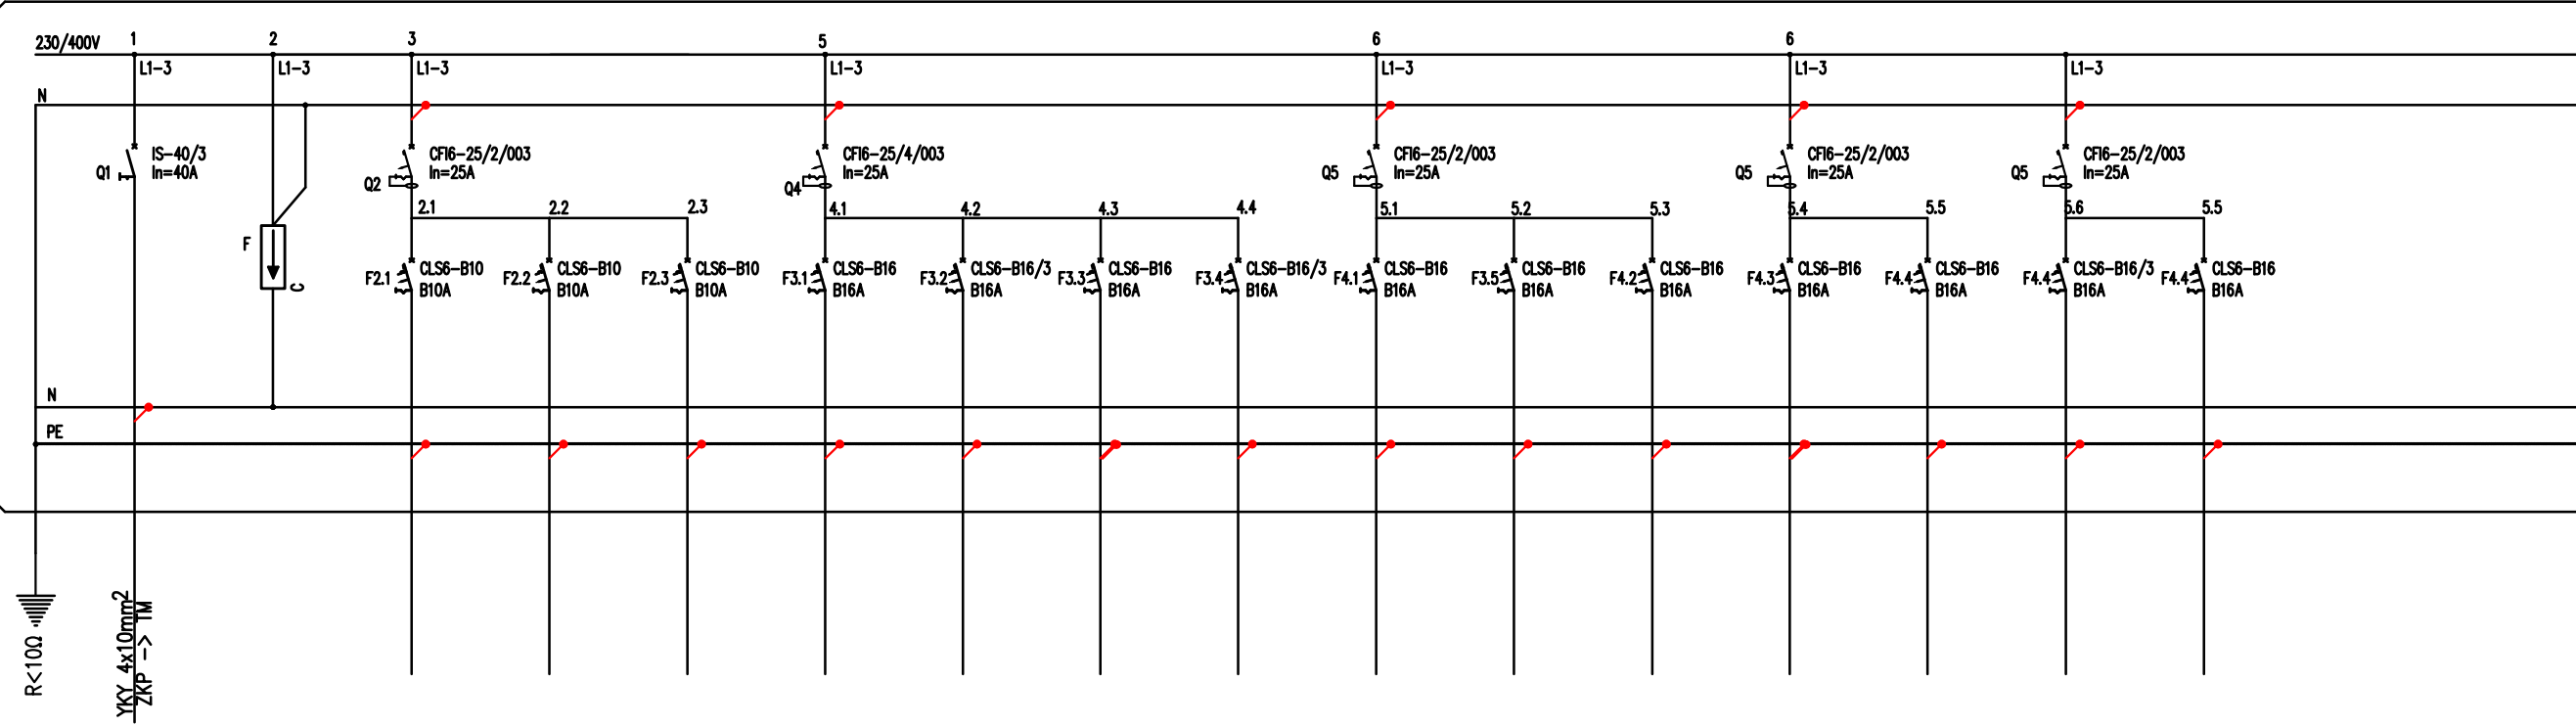 230/400V
1
2
3
5
6
6
L1-3
L1-3
L1-3
L1-3
L1-3
L1-3
L1-3
N
Q1
IS-40/3
In=40A
Q2
CFI6-25/2/003
In=25A
Q4
CFI6-25/4/003
In=25A
Q5
CFI6-25/2/003
In=25A
Q5
CFI6-25/2/003
In=25A
Q5
CFI6-25/2/003
In=25A
2.1
2.2
2.3
4.1
4.2
4.3
4.4
5.1
5.2
5.3
5.4
5.5
5.6
5.5
F
C
F2.1
CLS6-B10
B10A
F2.2
CLS6-B10
B10A
F2.3
CLS6-B10
B10A
F3.1
CLS6-B16
B16A
F3.2
CLS6-B16/3
B16A
F3.3
CLS6-B16
B16A
F3.4
CLS6-B16/3
B16A
F4.1
CLS6-B16
B16A
F3.5
CLS6-B16
B16A
F4.2
CLS6-B16
B16A
F4.3
CLS6-B16
B16A
F4.4
CLS6-B16
B16A
F4.4
CLS6-B16/3
B16A
F4.4
CLS6-B16
B16A
N
PE
R<10Ω
YKY 4x10mm2
ZKP -> TM